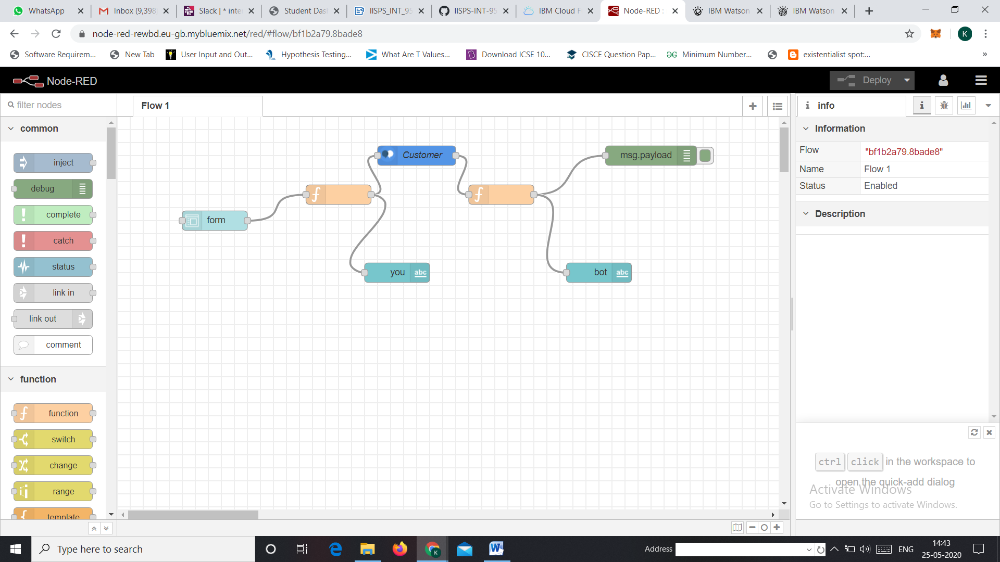 WhatsApp
Inbox (9,398
Slack | * inte
Student Das
IISPS_INT_95
IISPS-INT-95
IBM Cloud F
Node-RED :
IBM Watson
IBM Watson
node-red-rewbd.eu-gb.mybluemix.net/red/#flow/bf1b2a79.8bade8
K
Software Requirem...
New Tab
User Input and Out...
Hypothesis Testing...
What Are T Values...
Download ICSE 10...
CISCE Question Pap...
Minimum Number...
existentialist spot:...
»
Node-RED
Deploy
filter nodes
Flow 1
info
common
inject
debug
complete
catch
status
link in
link out
comment
function
function
switch
change
range
template
Customer
msg.payload
form
you abc
bot abc
Information
Flow "bf1b2a79.8bade8"
Name Flow 1
Status Enabled
Description
ctrl click in the workspace to
open the quick-add dialog
Activate Windows
Go to Settings to activate Windows.
Type here to search
Address
ENG
14:43
25-05-2020